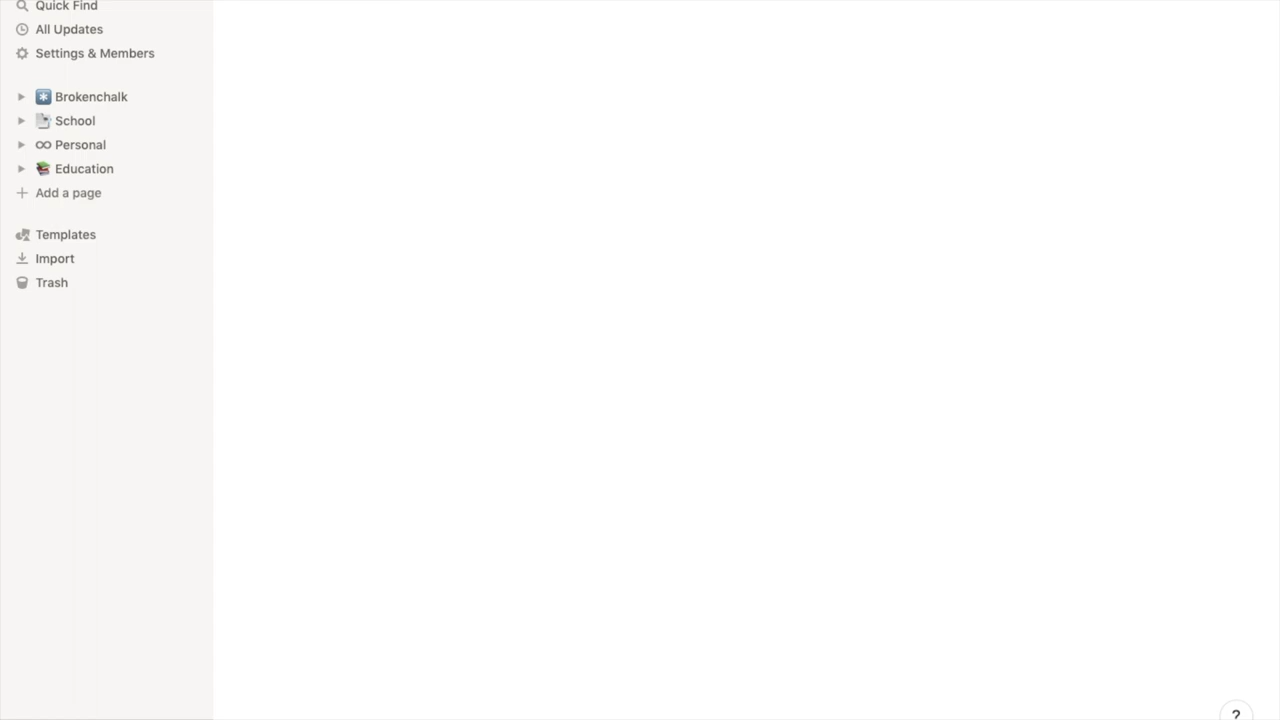 Quick Find
All Updates
Settings & Members
Brokenchalk
School
Personal
Education
Add a page
Templates
Import
Trash
?